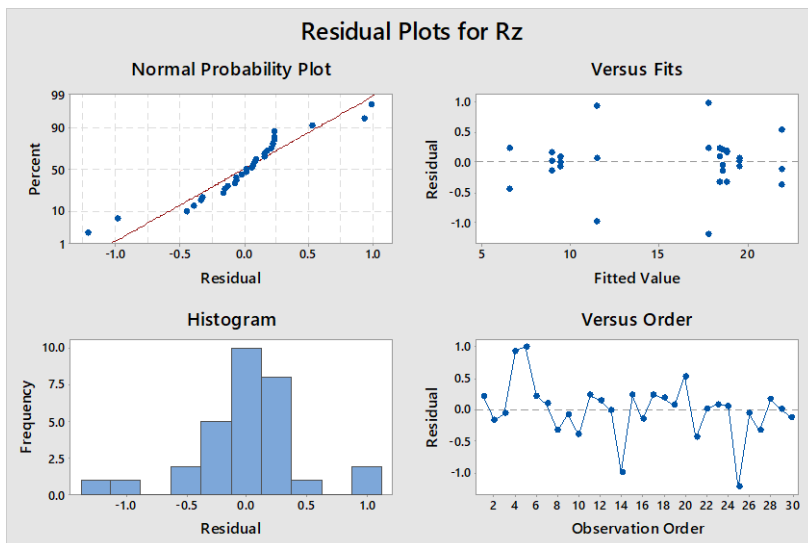 Residual Plots for Rz
Normal Probability Plot
99
90
50
10
1
Percent
-1.0
-0.5
0.0
0.5
1.0
Residual
Versus Fits
1.0
0.5
0.0
-0.5
-1.0
Residual
5
10
15
20
Fitted Value
Histogram
10.0
7.5
5.0
2.5
0.0
Frequency
-1.0
-0.5
0.0
0.5
1.0
Residual
Versus Order
1.0
0.5
0.0
-0.5
-1.0
Residual
2 4 6 8 10 12 14 16 18 20 22 24 26 28 30
Observation Order